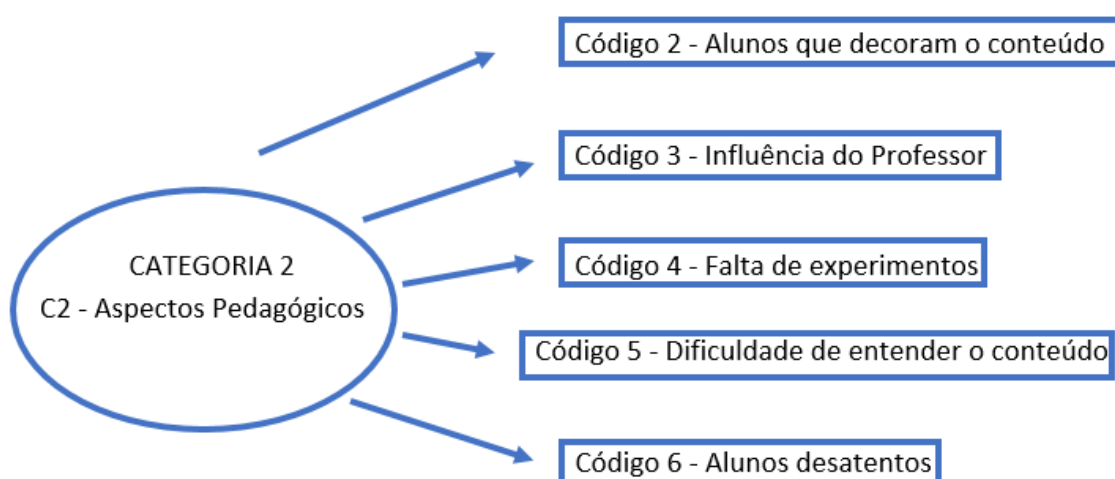 Código 2 - Alunos que decoram o conteúdo
Código 3 - Influência do Professor
CATEGORIA 2
C2 - Aspectos Pedagógicos
Código 4 - Falta de experimentos
Código 5 - Dificuldade de entender o conteúdo
Código 6 - Alunos desatentos